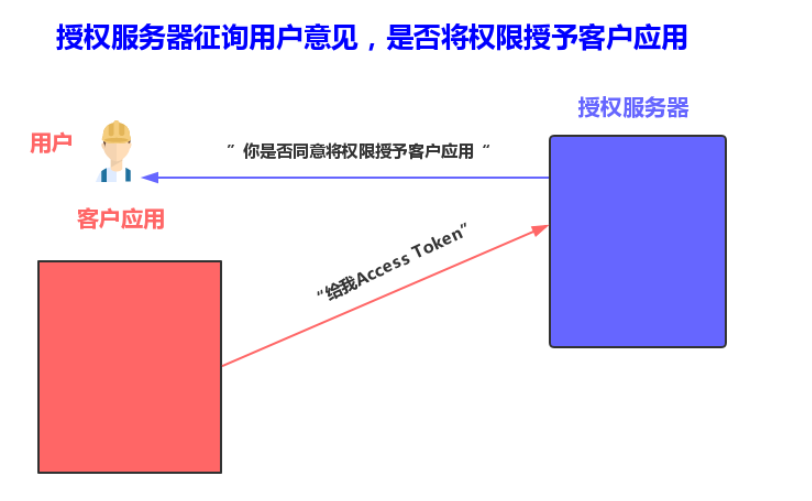 授权服务器征询用户意见，是否将权限授予客户应用
授权服务器
用户
”你是否同意将权限授予客户应用“
客户应用
“给我Access Token”